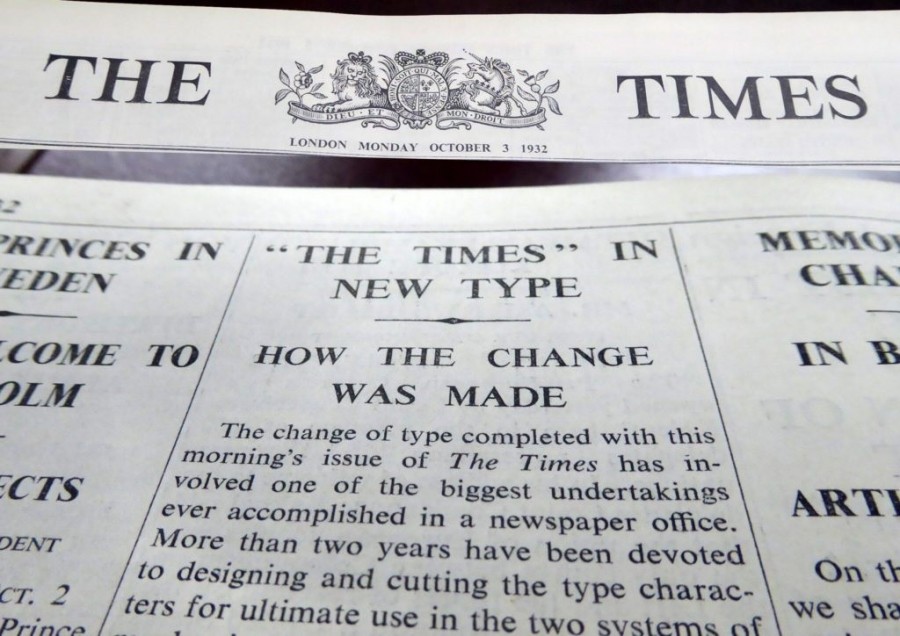 THE TIMES
DIEU · ET MON · DROIT
LONDON MONDAY OCTOBER 3 1932
PRINCES IN
EDEN
COME TO
OLM
ECTS
DENT
CT. 2
Prince
"THE TIMES" IN
NEW TYPE
HOW THE CHANGE
WAS MADE
The change of type completed with this
morning's issue of The Times has in-
volved one of the biggest undertakings
ever accomplished in a newspaper office.
More than two years have been devoted
to designing and cutting the type charac-
ters for ultimate use in the two systems of
MEMO
CHA
IN B
ARTI
On th
we sha